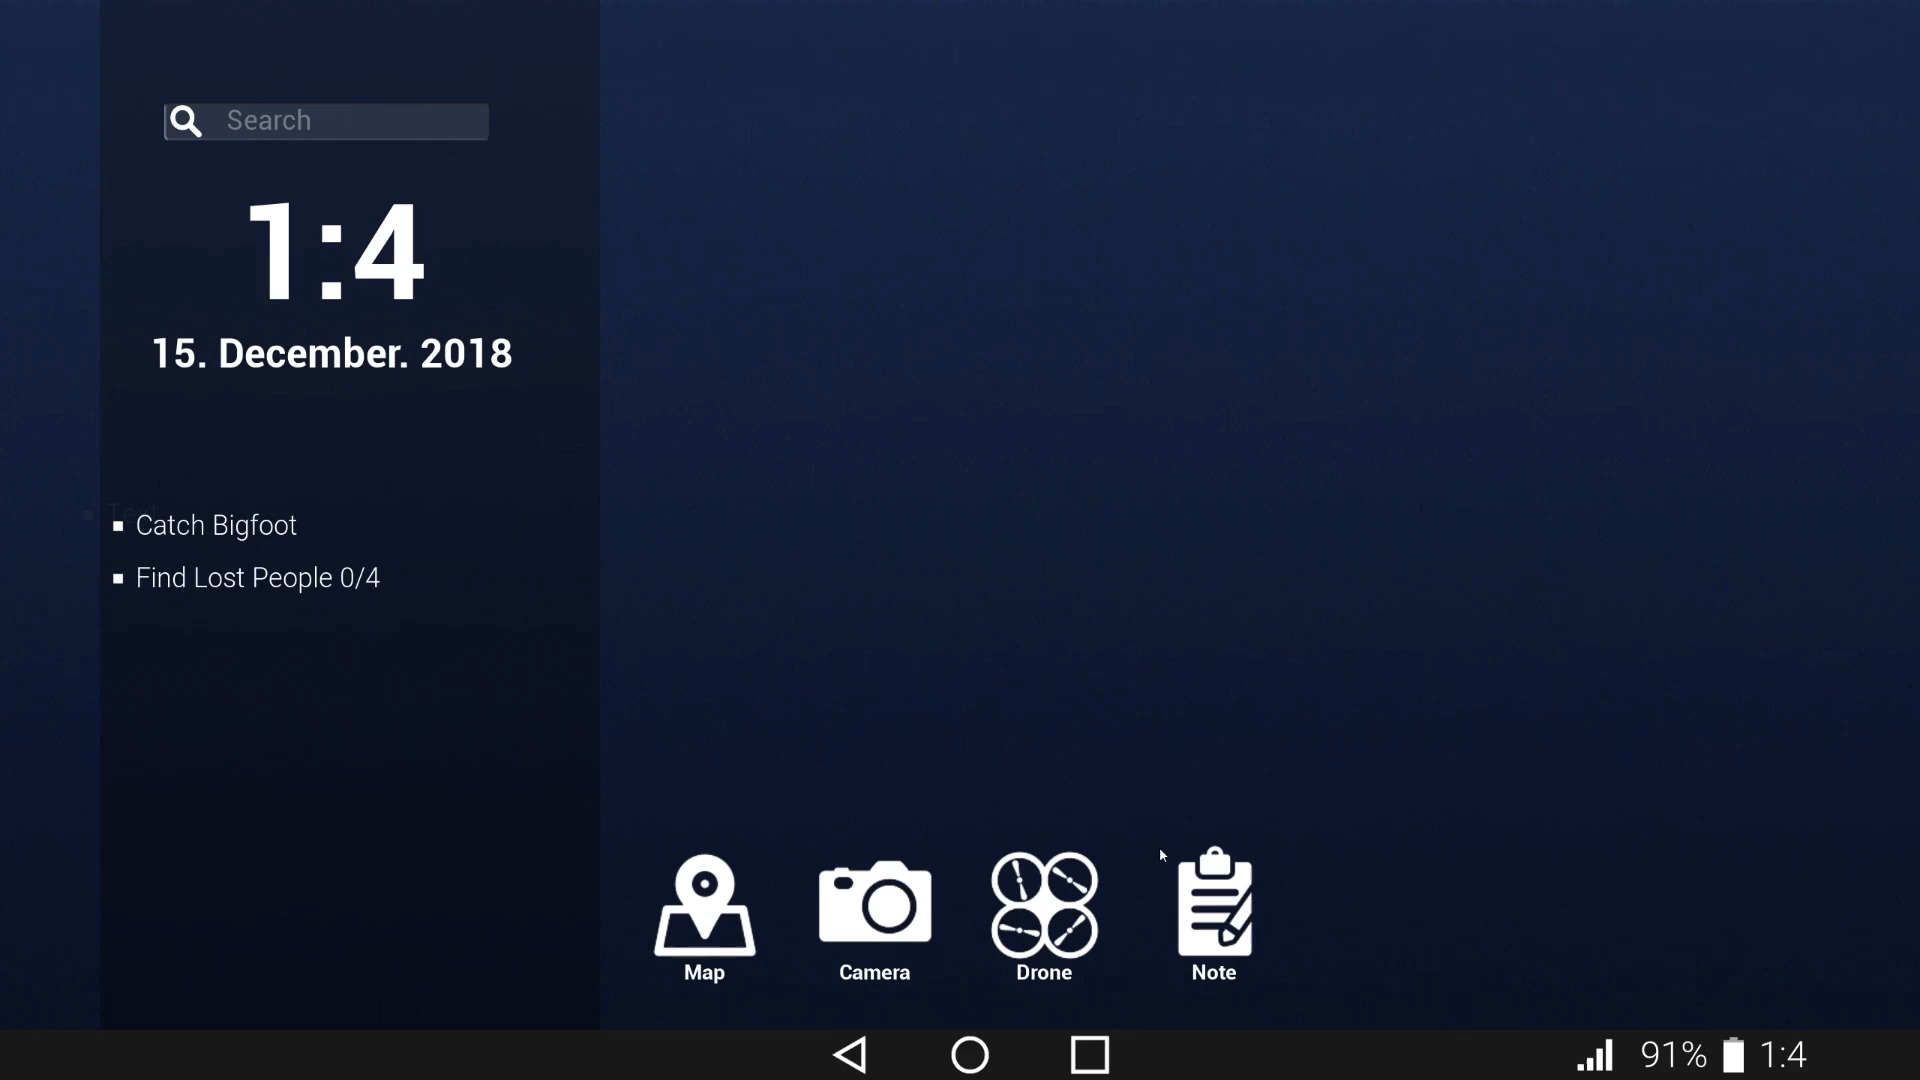 Search
1:4
15. December. 2018
Text
Catch Bigfoot
Find Lost People 0/4
Map
Camera
Drone
Note
91% 1:4